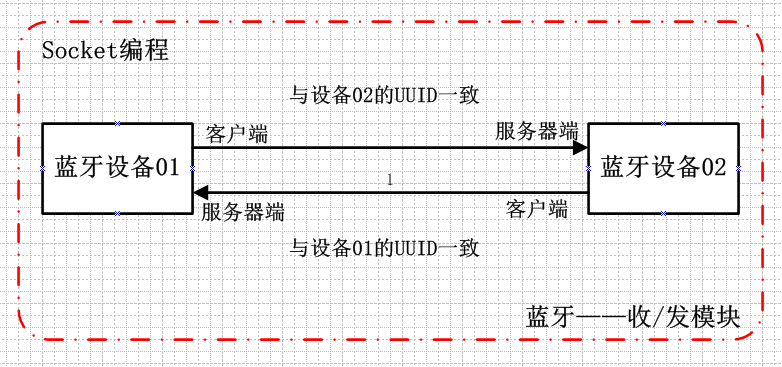 Socket编程
与设备02的UUID一致
客户端
服务器端
蓝牙设备01
蓝牙设备02
1
服务器端
客户端
与设备01的UUID一致
蓝牙——收/发模块